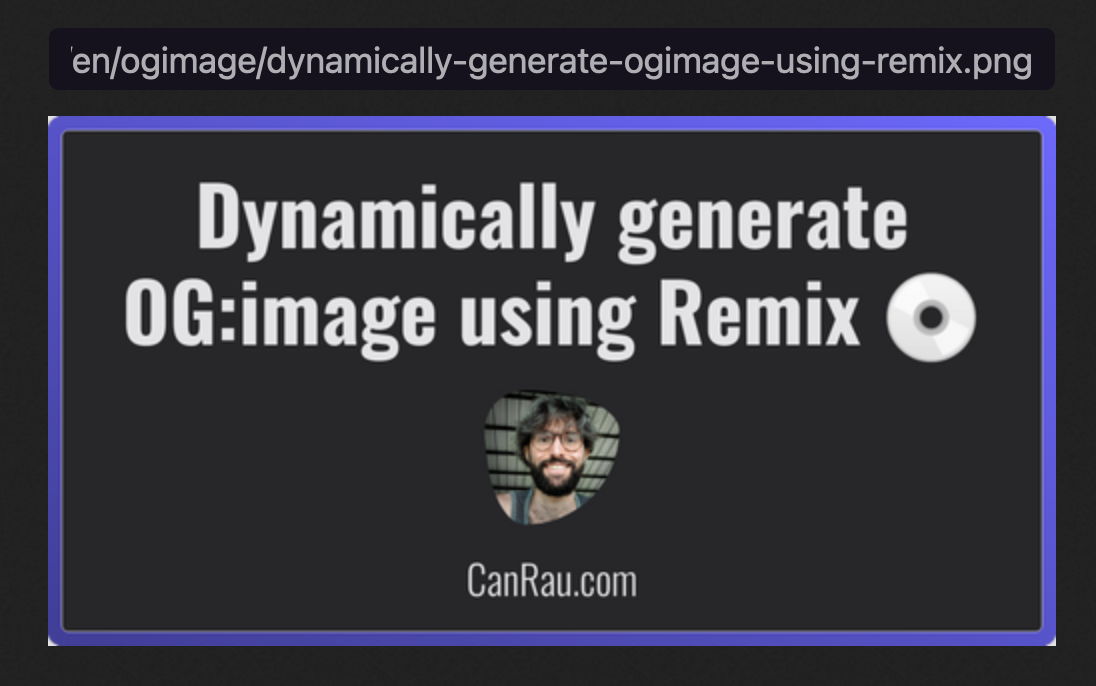 en/ogimage/dynamically-generate-ogimage-using-remix.png
Dynamically generate
OG:image using Remix
CanRau.com